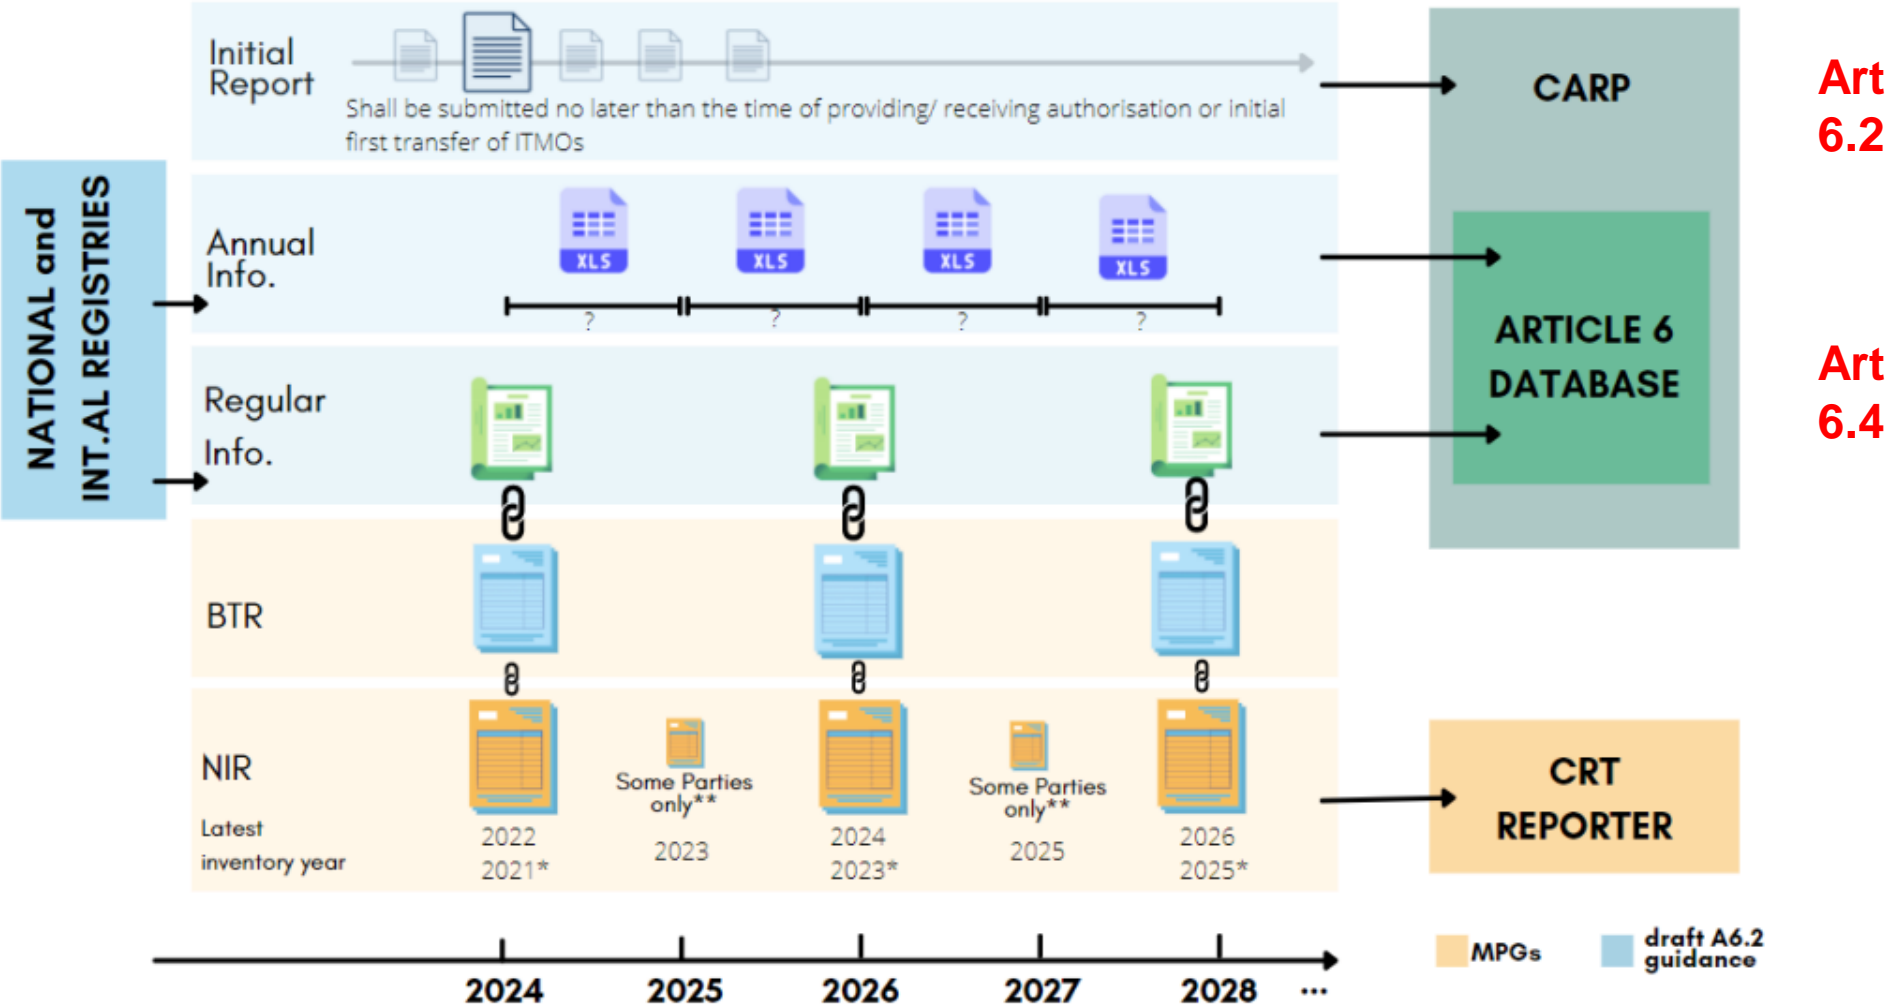 Initial
Report
Shall be submitted no later than the time of providing/ receiving authorisation or initial
first transfer of ITMOs
CARP
Art
6.2
NATIONAL and
INT.AL REGISTRIES
Annual
Info.
XLS
XLS
XLS
XLS
?
?
?
?
ARTICLE 6
DATABASE
Art
6.4
Regular
Info.
BTR
NIR
Latest
inventory year
Some Parties
only**
Some Parties
only**
2022
2021*
2023
2024
2023*
2025
2026
2025*
CRT
REPORTER
MPGs
draft A6.2
guidance
2024
2025
2026
2027
2028
...